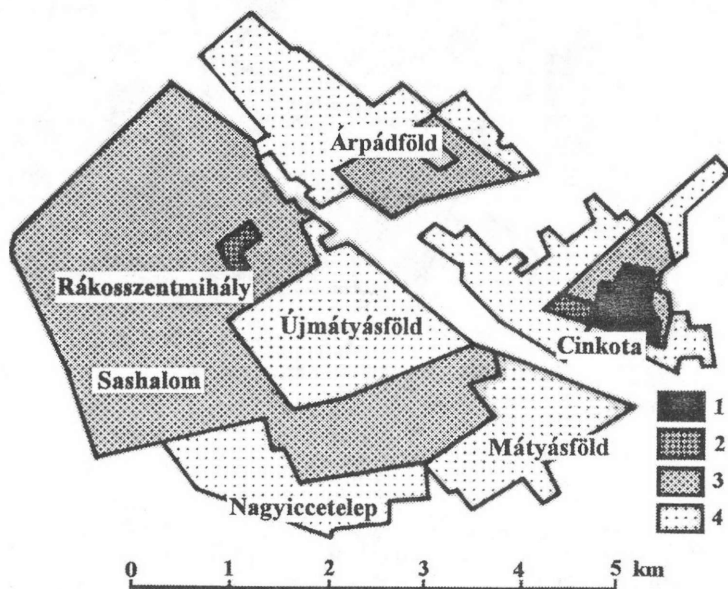 Árpádföld
Rákosszentmihály
Újmátyásföld
Cinkota
Sashalom
1
2
Mátyásföld
3
Nagyiccetelep
4
0 1 2 3 4 5 km